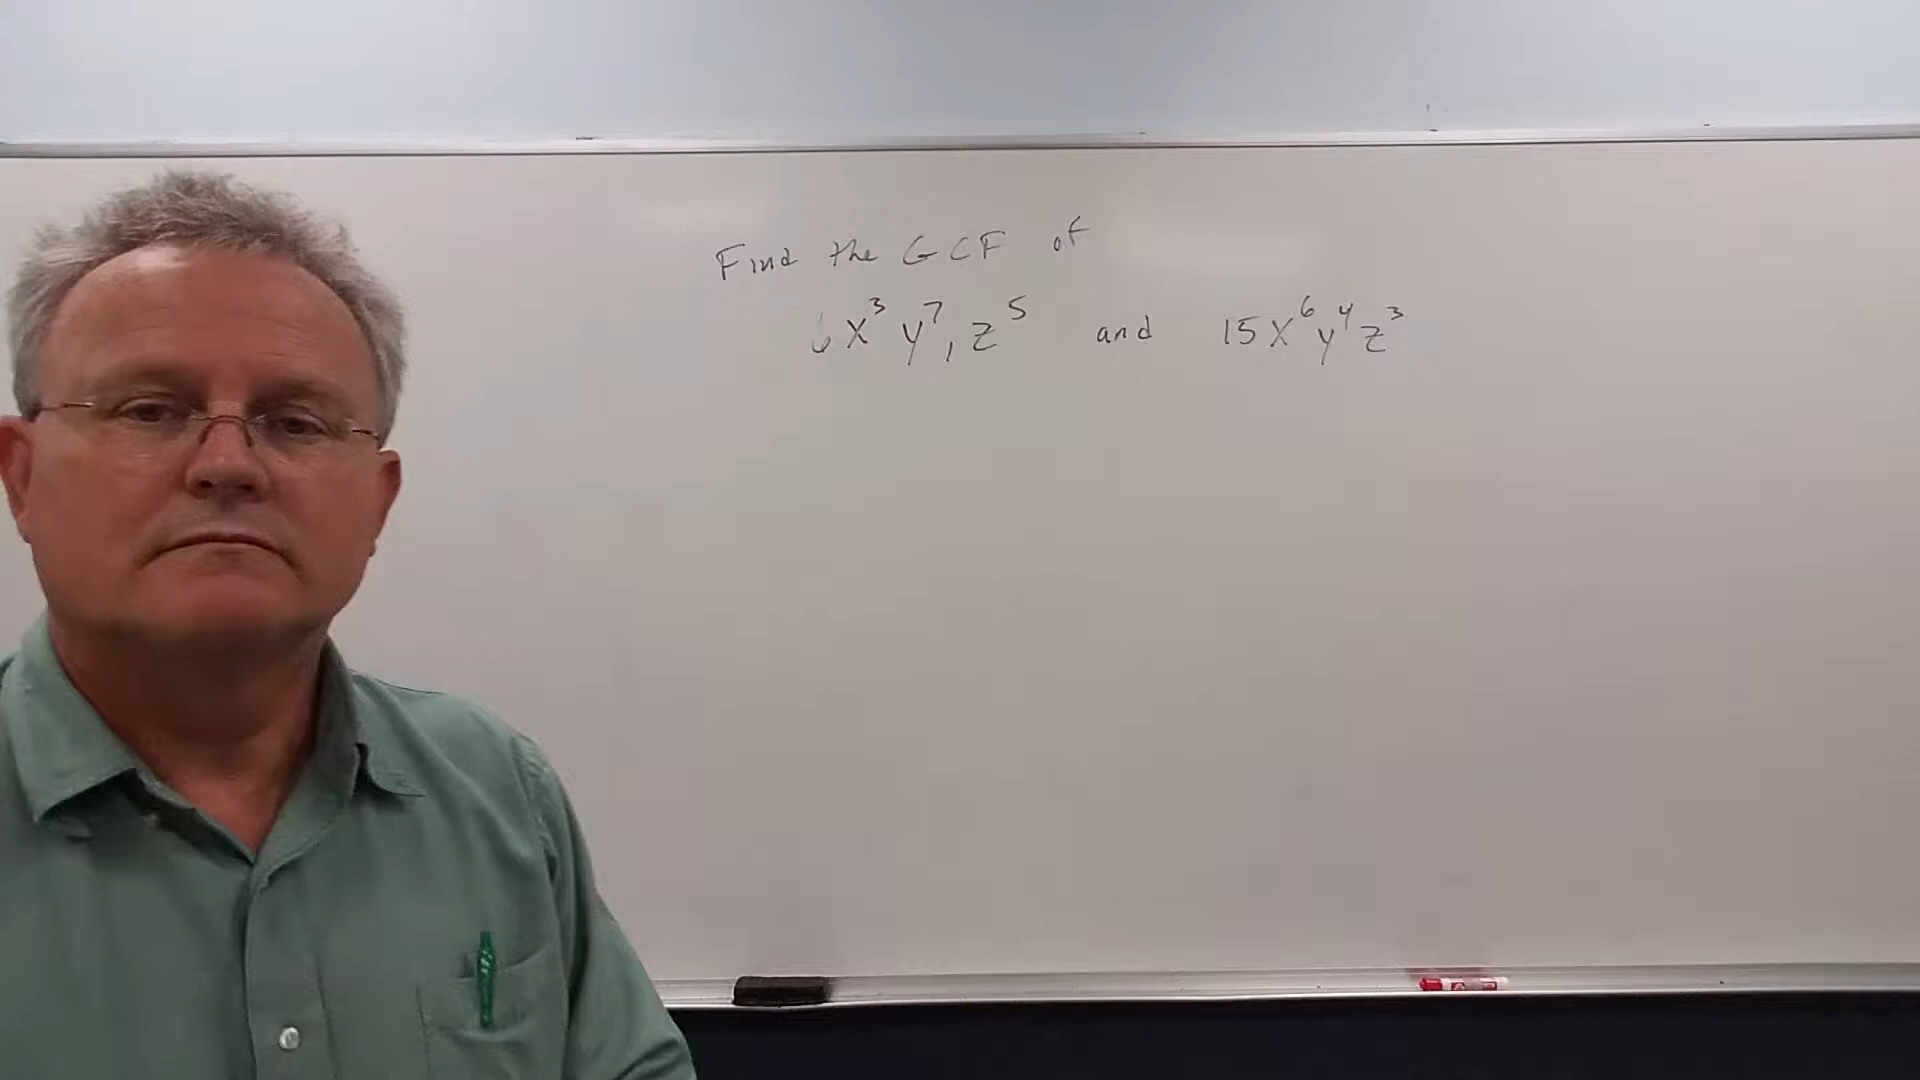 Find the GCF of
6x³y⁷, z⁵ and 15x⁶y⁴z³